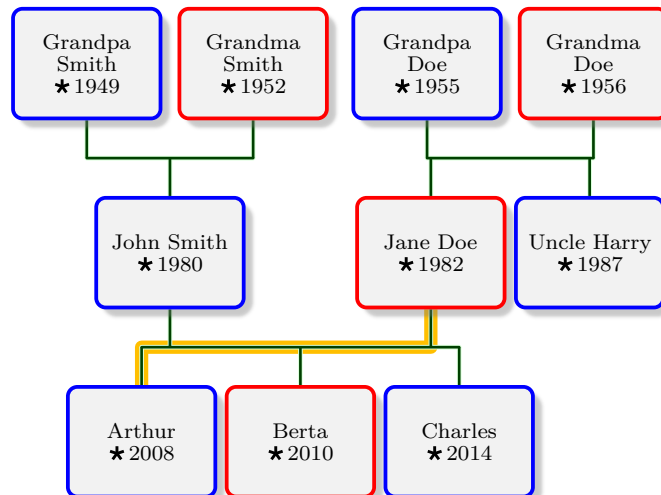 Grandpa
Smith
★ 1949
Grandma
Smith
★ 1952
Grandpa
Doe
★ 1955
Grandma
Doe
★ 1956
John Smith
★ 1980
Jane Doe
★ 1982
Uncle Harry
★ 1987
Arthur
★ 2008
Berta
★ 2010
Charles
★ 2014